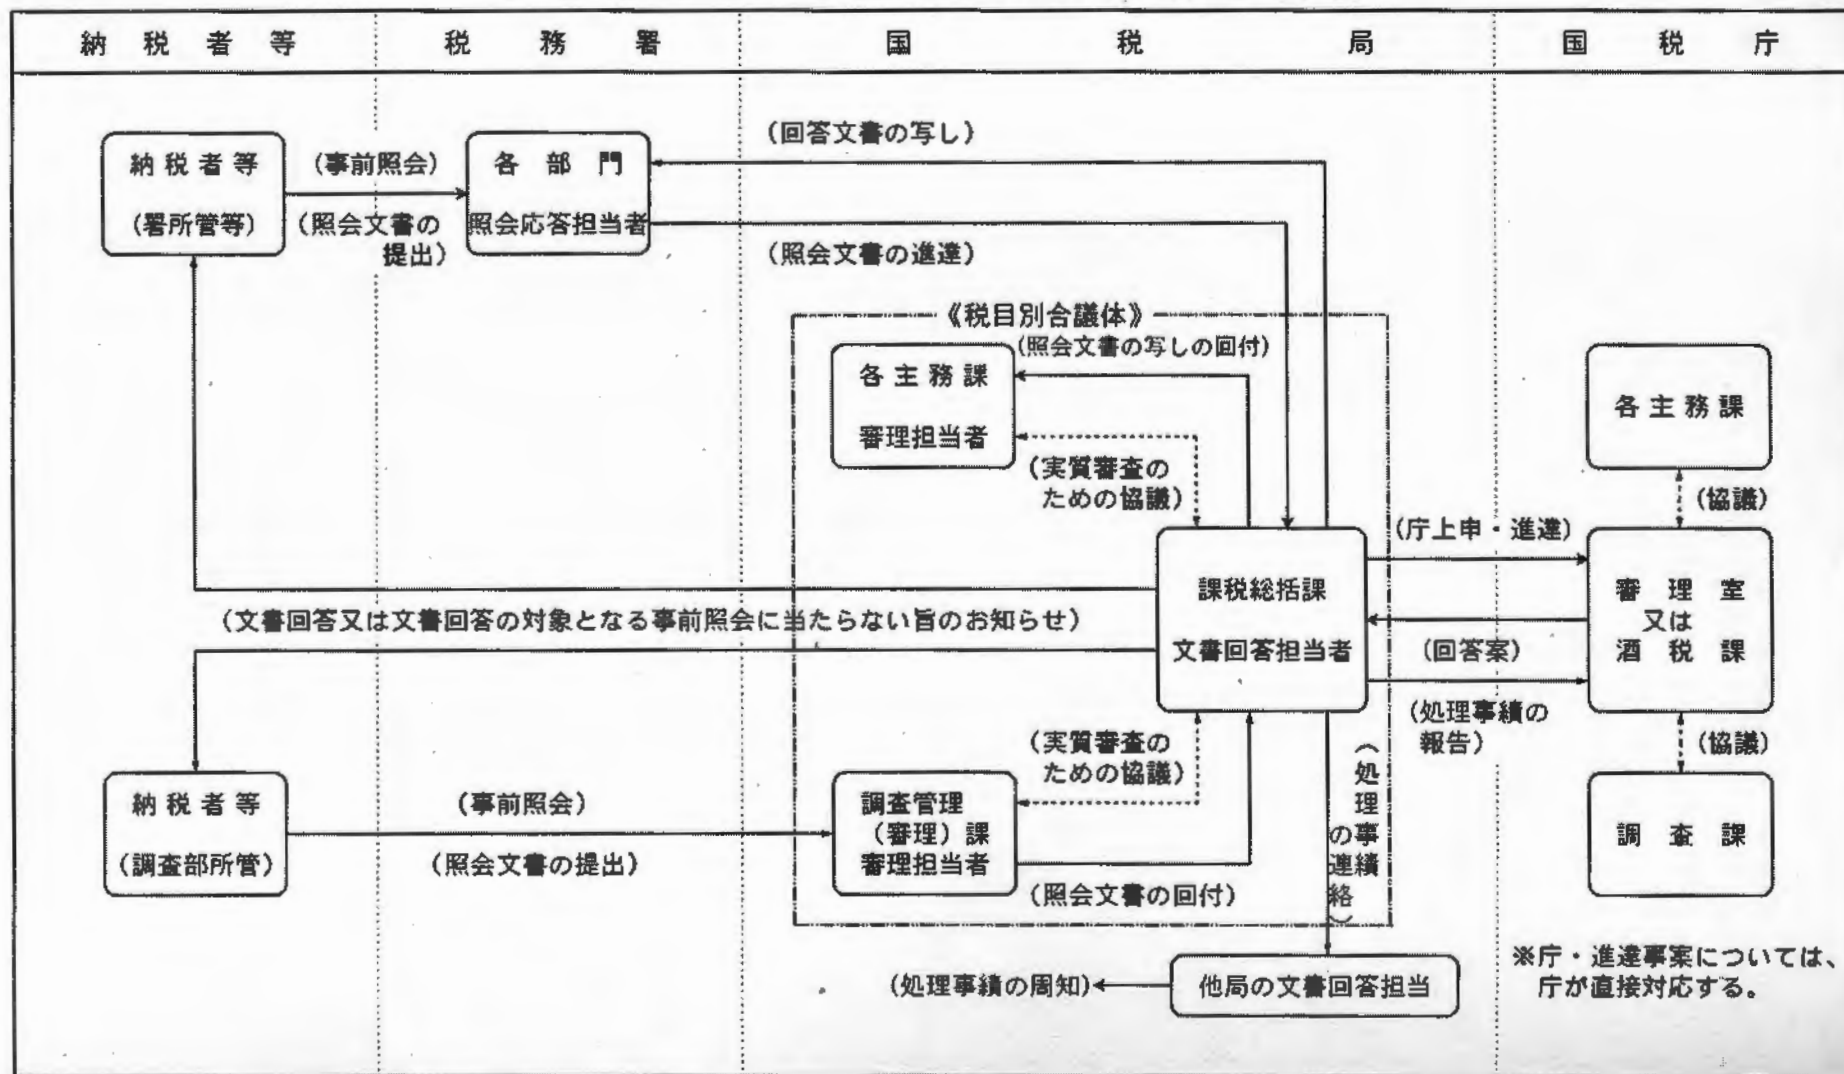 納税者等
税務署
国税局
国税庁
(回答文書の写し)
納税者等
(署所管等)
(事前照会)
(照会文書の
提出)
各部門
照会応答担当者
(照会文書の進達)
《税目別合議体》
(照会文書の写しの回付)
各主務課
審理担当者
(実質審査の
ための協議)
各主務課
(協議)
(庁上申・進達)
課税総括課
文書回答担当者
審理室
又は
酒税課
(回答案)
(処理事績の
報告)
(文書回答又は文書回答の対象となる事前照会に当たらない旨のお知らせ)
(実質審査の
ための協議)
(処理事績
の連絡)
(協議)
納税者等
(調査部所管)
(事前照会)
(照会文書の提出)
調査管理
(審理)課
審理担当者
(照会文書の回付)
調査課
(処理事績の周知)
他局の文書回答担当
※庁・進達事案については、
庁が直接対応する。